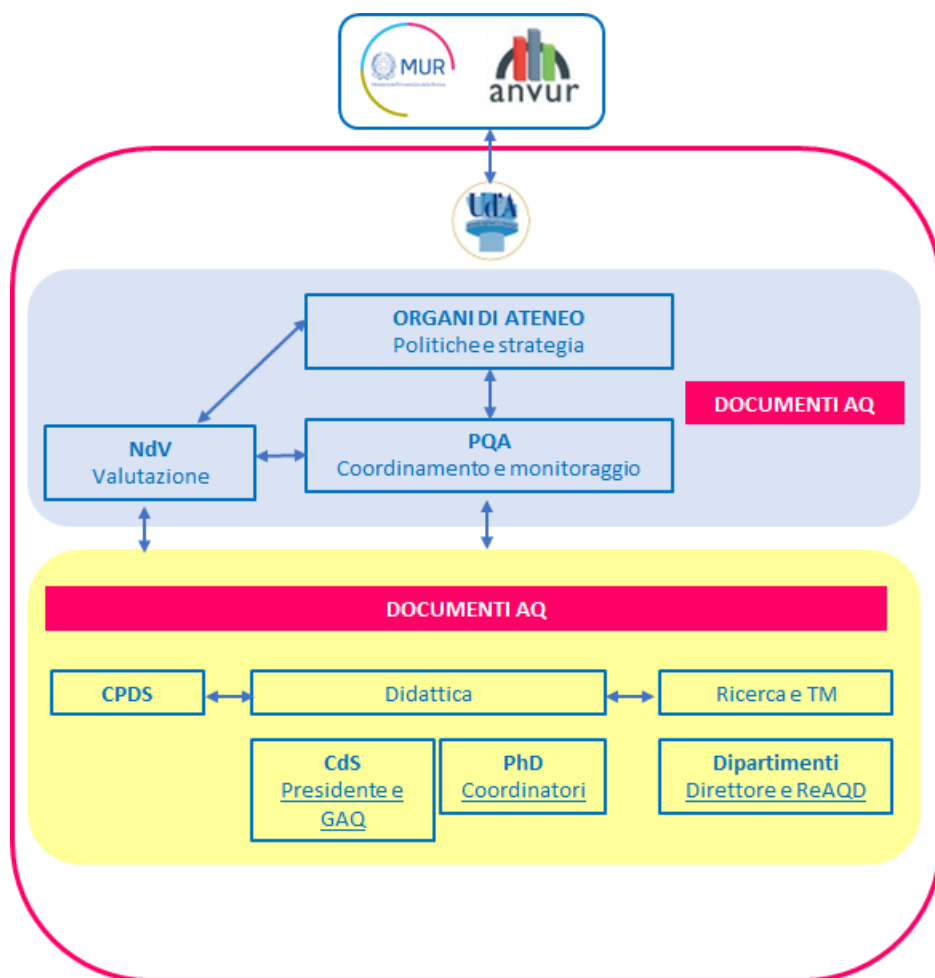 MUR
anvur
Ud'A
ORGANI DI ATENEO
Politiche e strategia
DOCUMENTI AQ
NdV
Valutazione
PQA
Coordinamento e monitoraggio
DOCUMENTI AQ
CPDS
Didattica
Ricerca e TM
CdS
Presidente e
GAQ
PhD
Coordinatori
Dipartimenti
Direttore e ReAQD